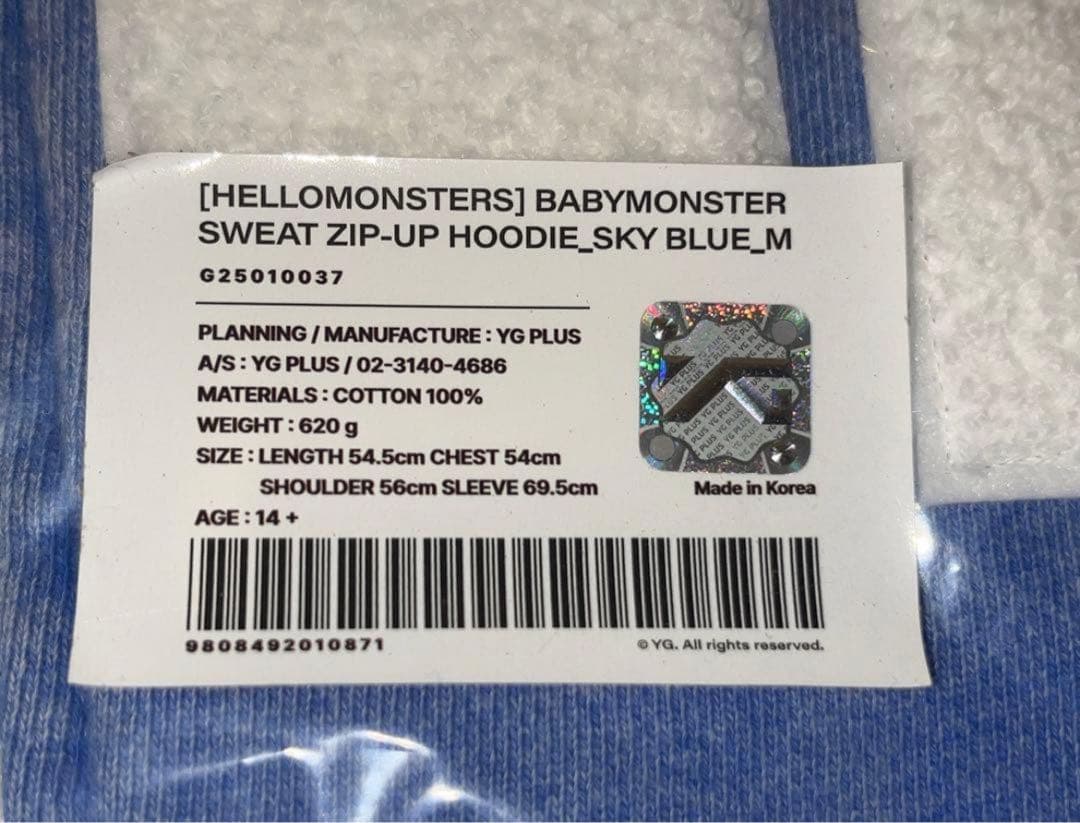 [HELLOMONSTERS] BABYMONSTER
SWEAT ZIP-UP HOODIE_SKY BLUE_M
G25010037
PLANNING / MANUFACTURE : YG PLUS
A/S : YG PLUS / 02-3140-4686
MATERIALS : COTTON 100%
WEIGHT : 620 g
SIZE : LENGTH 54.5cm CHEST 54cm
SHOULDER 56cm SLEEVE 69.5cm
Made in Korea
AGE : 14 +
9808492010871
© YG. All rights reserved.